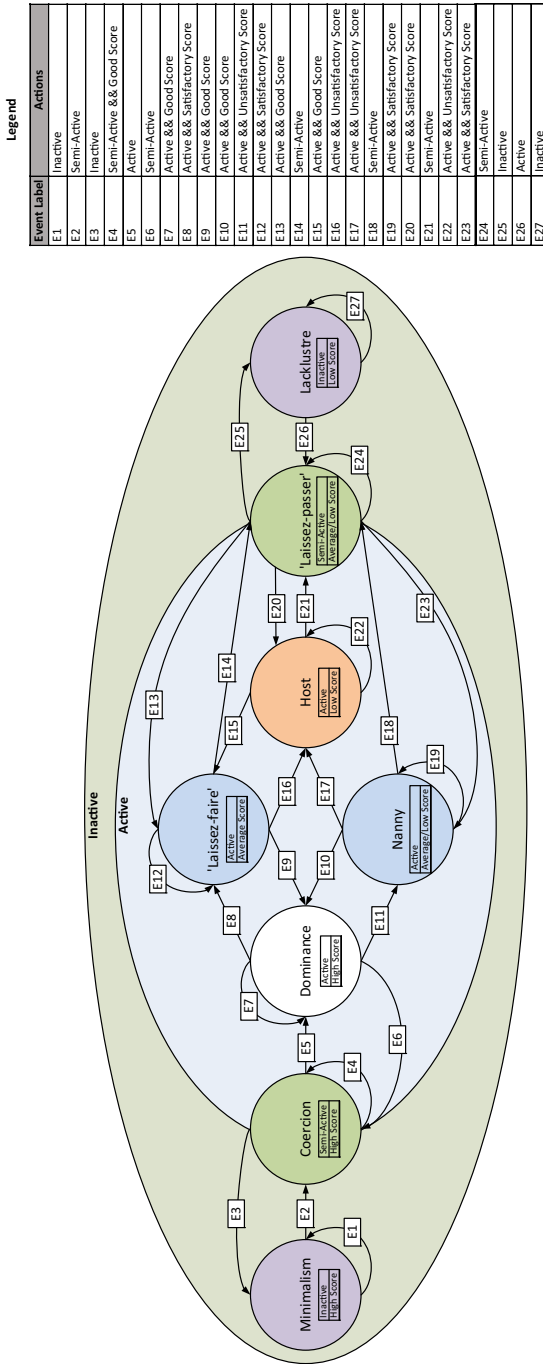 Legend
Event Label Actions
E1 Inactive
E2 Semi-Active
E3 Inactive
E4 Semi-Active && Good Score
E5 Active
E6 Semi-Active
E7 Active && Good Score
E8 Active && Satisfactory Score
E9 Active && Good Score
E10 Active && Good Score
E11 Active && Unsatisfactory Score
E12 Active && Satisfactory Score
E13 Active && Good Score
E14 Semi-Active
E15 Active && Good Score
E16 Active && Unsatisfactory Score
E17 Active && Unsatisfactory Score
E18 Semi-Active
E19 Active && Satisfactory Score
E20 Active && Satisfactory Score
E21 Semi-Active
E22 Active && Unsatisfactory Score
E23 Active && Satisfactory Score
E24 Semi-Active
E25 Inactive
E26 Active
E27 Inactive
Inactive
Active
Minimalism
Inactive
High Score
E1
E2
E3
Coercion
Semi-Active
High Score
E4
E5
E6
Dominance
Active
High Score
E7
E8
E9
E10
E11
'Laissez-faire'
Active
Average Score
E12
E13
E14
E15
E16
Nanny
Active
Average/Low Score
E17
E18
E19
Host
Active
Low Score
E20
E21
E22
E23
'Laissez-passer'
Semi-Active
Average/Low Score
E24
E25
E26
Lacklustre
Inactive
Low Score
E27